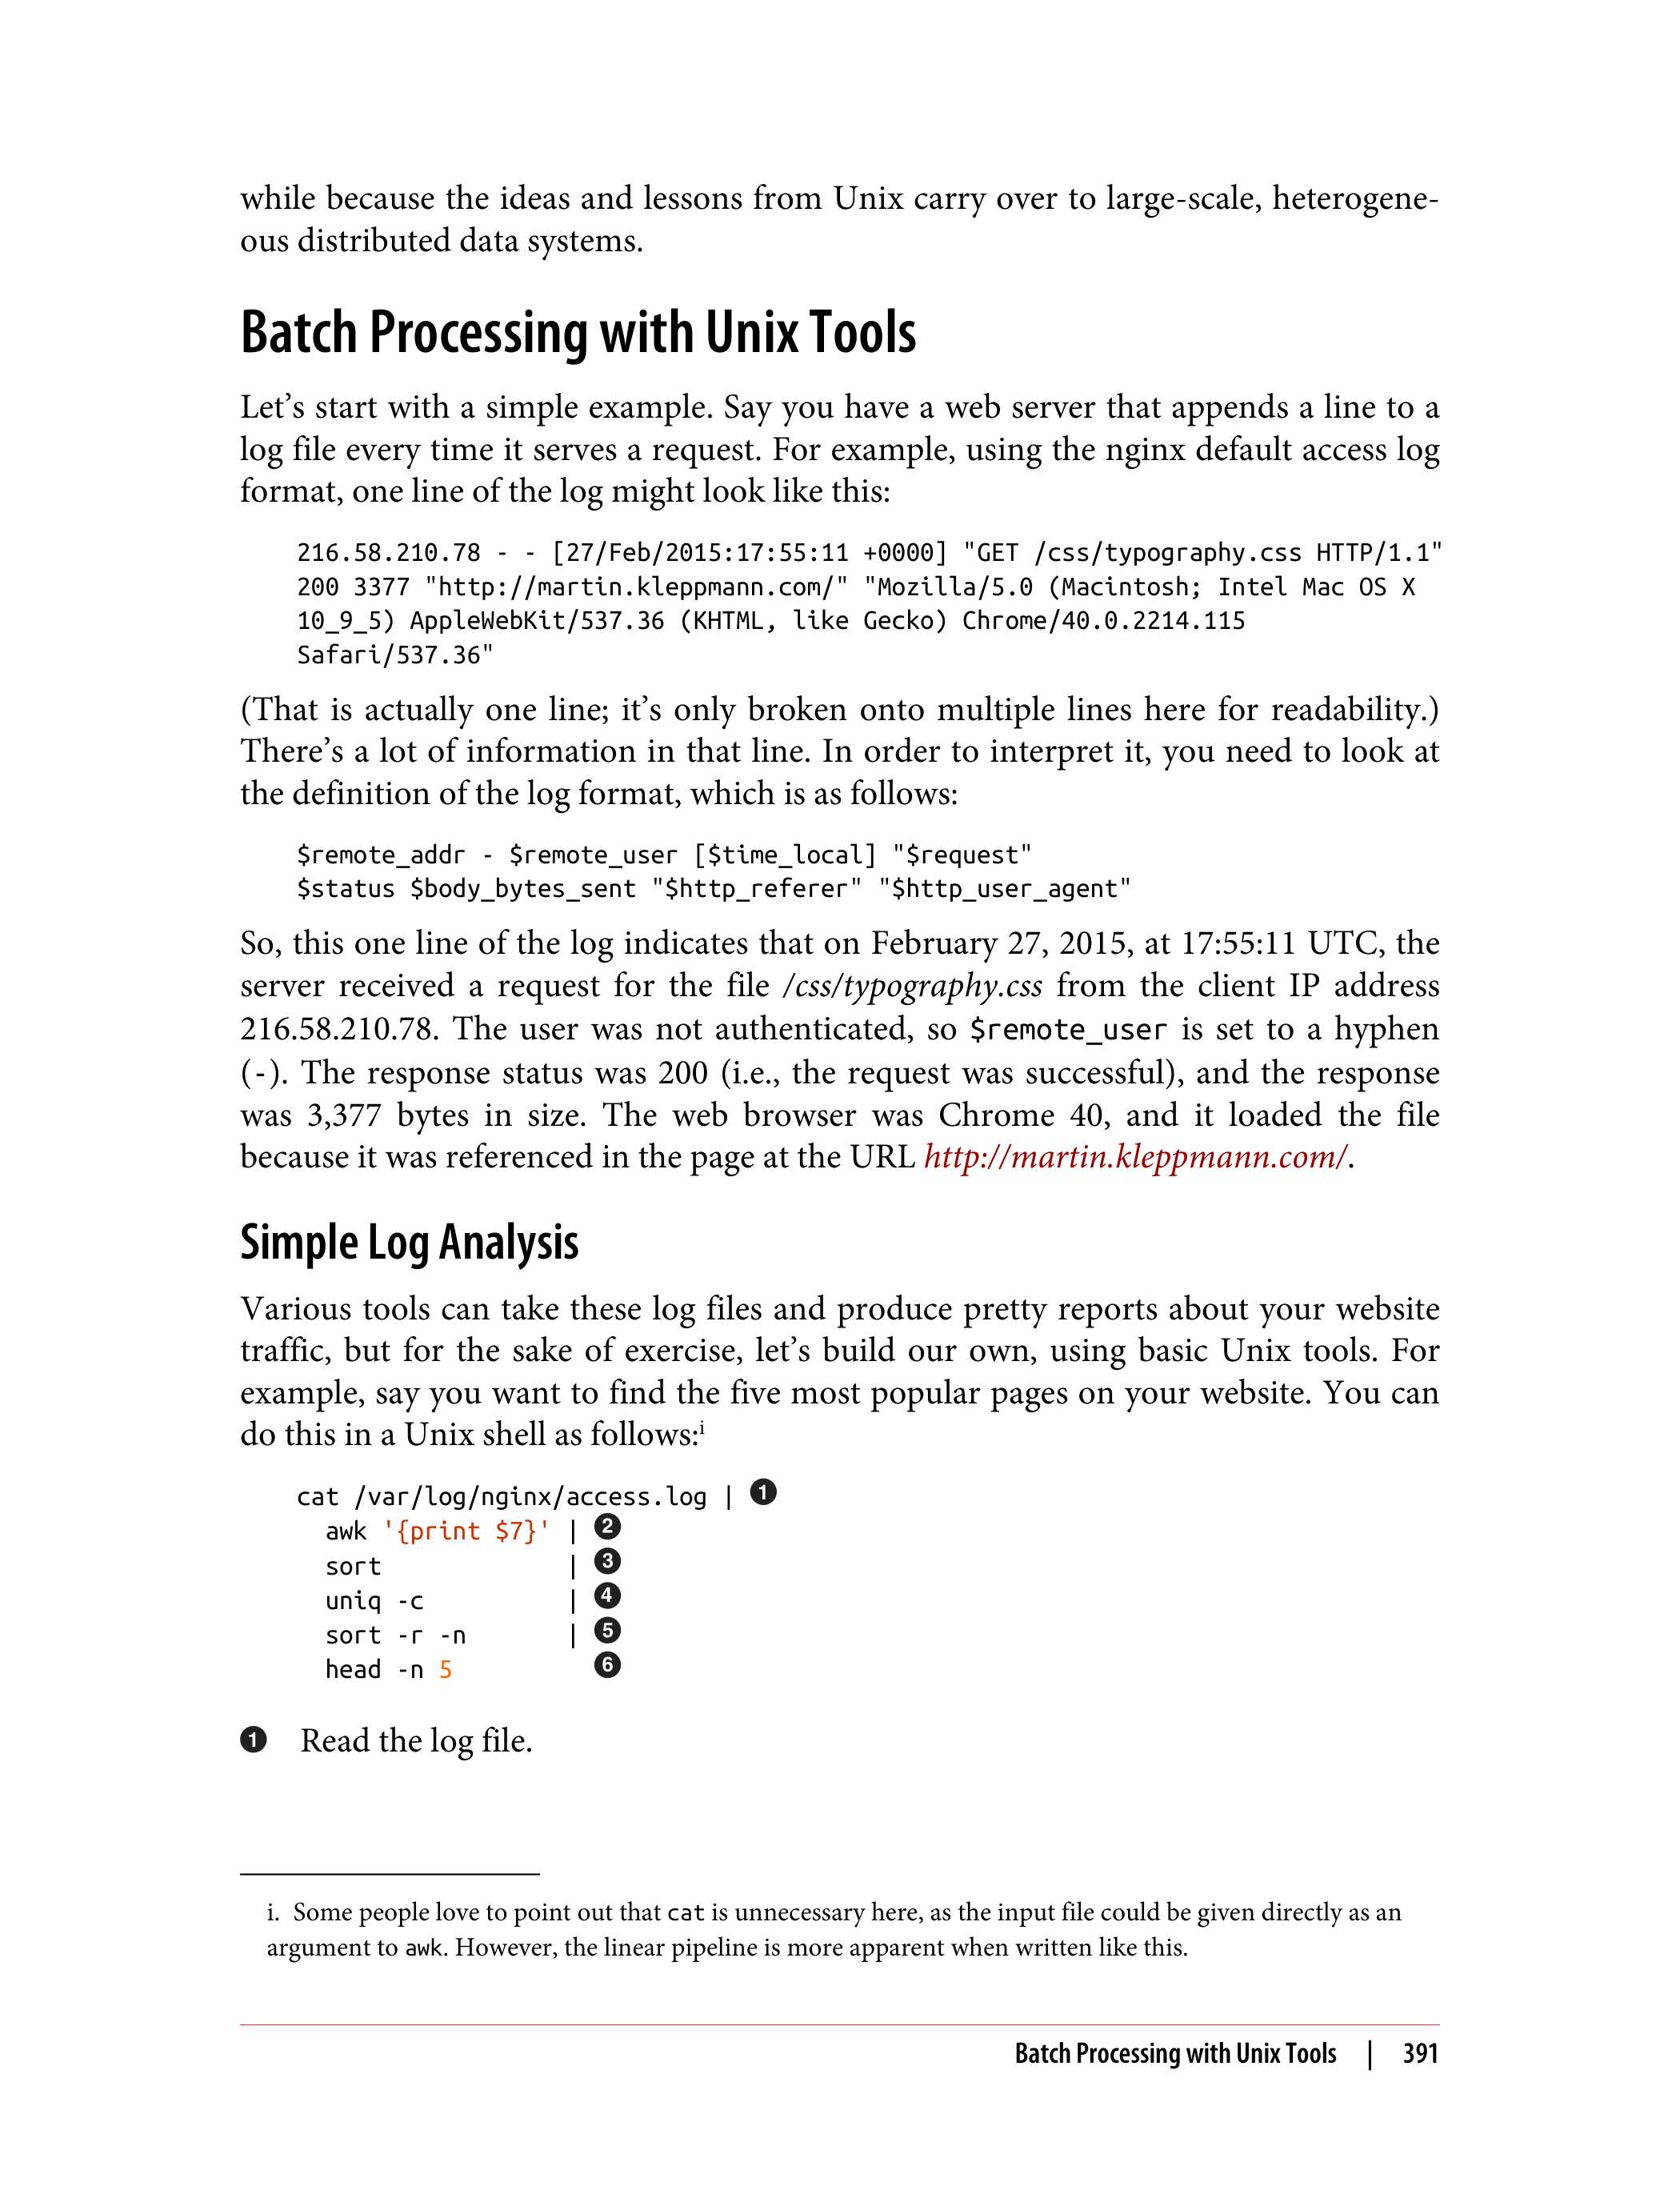 while because the ideas and lessons from Unix carry over to large-scale, heterogene-
ous distributed data systems.
Batch Processing with Unix Tools
Let’s start with a simple example. Say you have a web server that appends a line to a
log file every time it serves a request. For example, using the nginx default access log
format, one line of the log might look like this:
216.58.210.78 - - [27/Feb/2015:17:55:11 +0000] "GET /css/typography.css HTTP/1.1"
200 3377 "http://martin.kleppmann.com/" "Mozilla/5.0 (Macintosh; Intel Mac OS X
10_9_5) AppleWebKit/537.36 (KHTML, like Gecko) Chrome/40.0.2214.115
Safari/537.36"
(That is actually one line; it’s only broken onto multiple lines here for readability.)
There’s a lot of information in that line. In order to interpret it, you need to look at
the definition of the log format, which is as follows:
$remote_addr - $remote_user [$time_local] "$request"
$status $body_bytes_sent "$http_referer" "$http_user_agent"
So, this one line of the log indicates that on February 27, 2015, at 17:55:11 UTC, the
server received a request for the file /css/typography.css from the client IP address
216.58.210.78. The user was not authenticated, so $remote_user is set to a hyphen
(-). The response status was 200 (i.e., the request was successful), and the response
was 3,377 bytes in size. The web browser was Chrome 40, and it loaded the file
because it was referenced in the page at the URL http://martin.kleppmann.com/.
Simple Log Analysis
Various tools can take these log files and produce pretty reports about your website
traffic, but for the sake of exercise, let’s build our own, using basic Unix tools. For
example, say you want to find the five most popular pages on your website. You can
do this in a Unix shell as follows:i
cat /var/log/nginx/access.log | ❶
awk '{print $7}' | ❷
sort | ❸
uniq -c | ❹
sort -r -n | ❺
head -n 5 ❻
❶ Read the log file.
i. Some people love to point out that cat is unnecessary here, as the input file could be given directly as an
argument to awk. However, the linear pipeline is more apparent when written like this.
Batch Processing with Unix Tools | 391